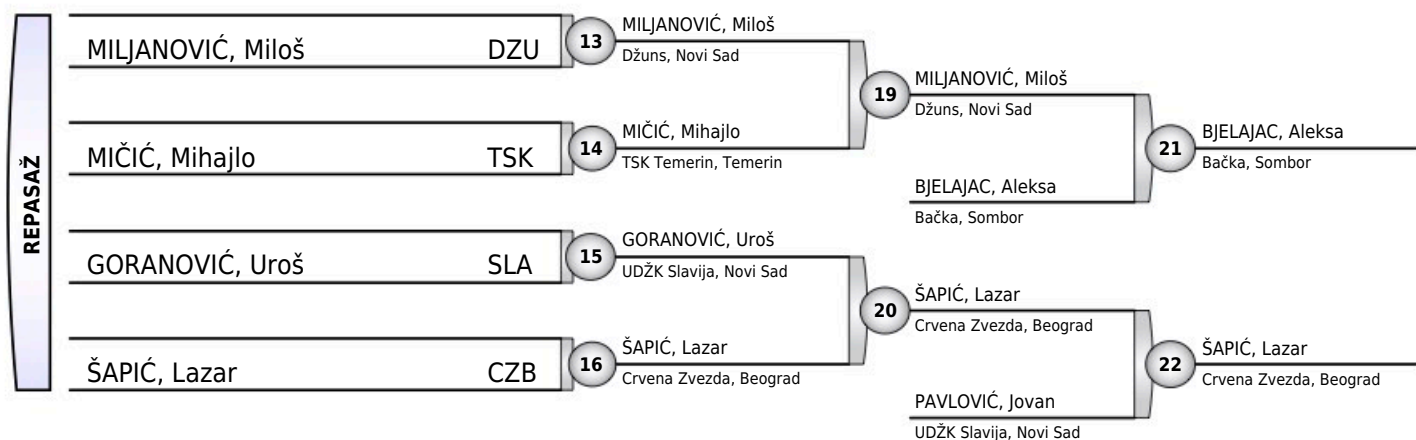 REPASAŽ
MILJANOVIĆ, Miloš DZU
13
MILJANOVIĆ, Miloš
Džuns, Novi Sad
MIČIĆ, Mihajlo TSK
14
MIČIĆ, Mihajlo
TSK Temerin, Temerin
19
MILJANOVIĆ, Miloš
Džuns, Novi Sad
BJELAJAC, Aleksa
Bačka, Sombor
21
BJELAJAC, Aleksa
Bačka, Sombor
GORANOVIĆ, Uroš SLA
15
GORANOVIĆ, Uroš
UDŽK Slavija, Novi Sad
ŠAPIĆ, Lazar CZB
16
ŠAPIĆ, Lazar
Crvena Zvezda, Beograd
20
ŠAPIĆ, Lazar
Crvena Zvezda, Beograd
PAVLOVIĆ, Jovan
UDŽK Slavija, Novi Sad
22
ŠAPIĆ, Lazar
Crvena Zvezda, Beograd